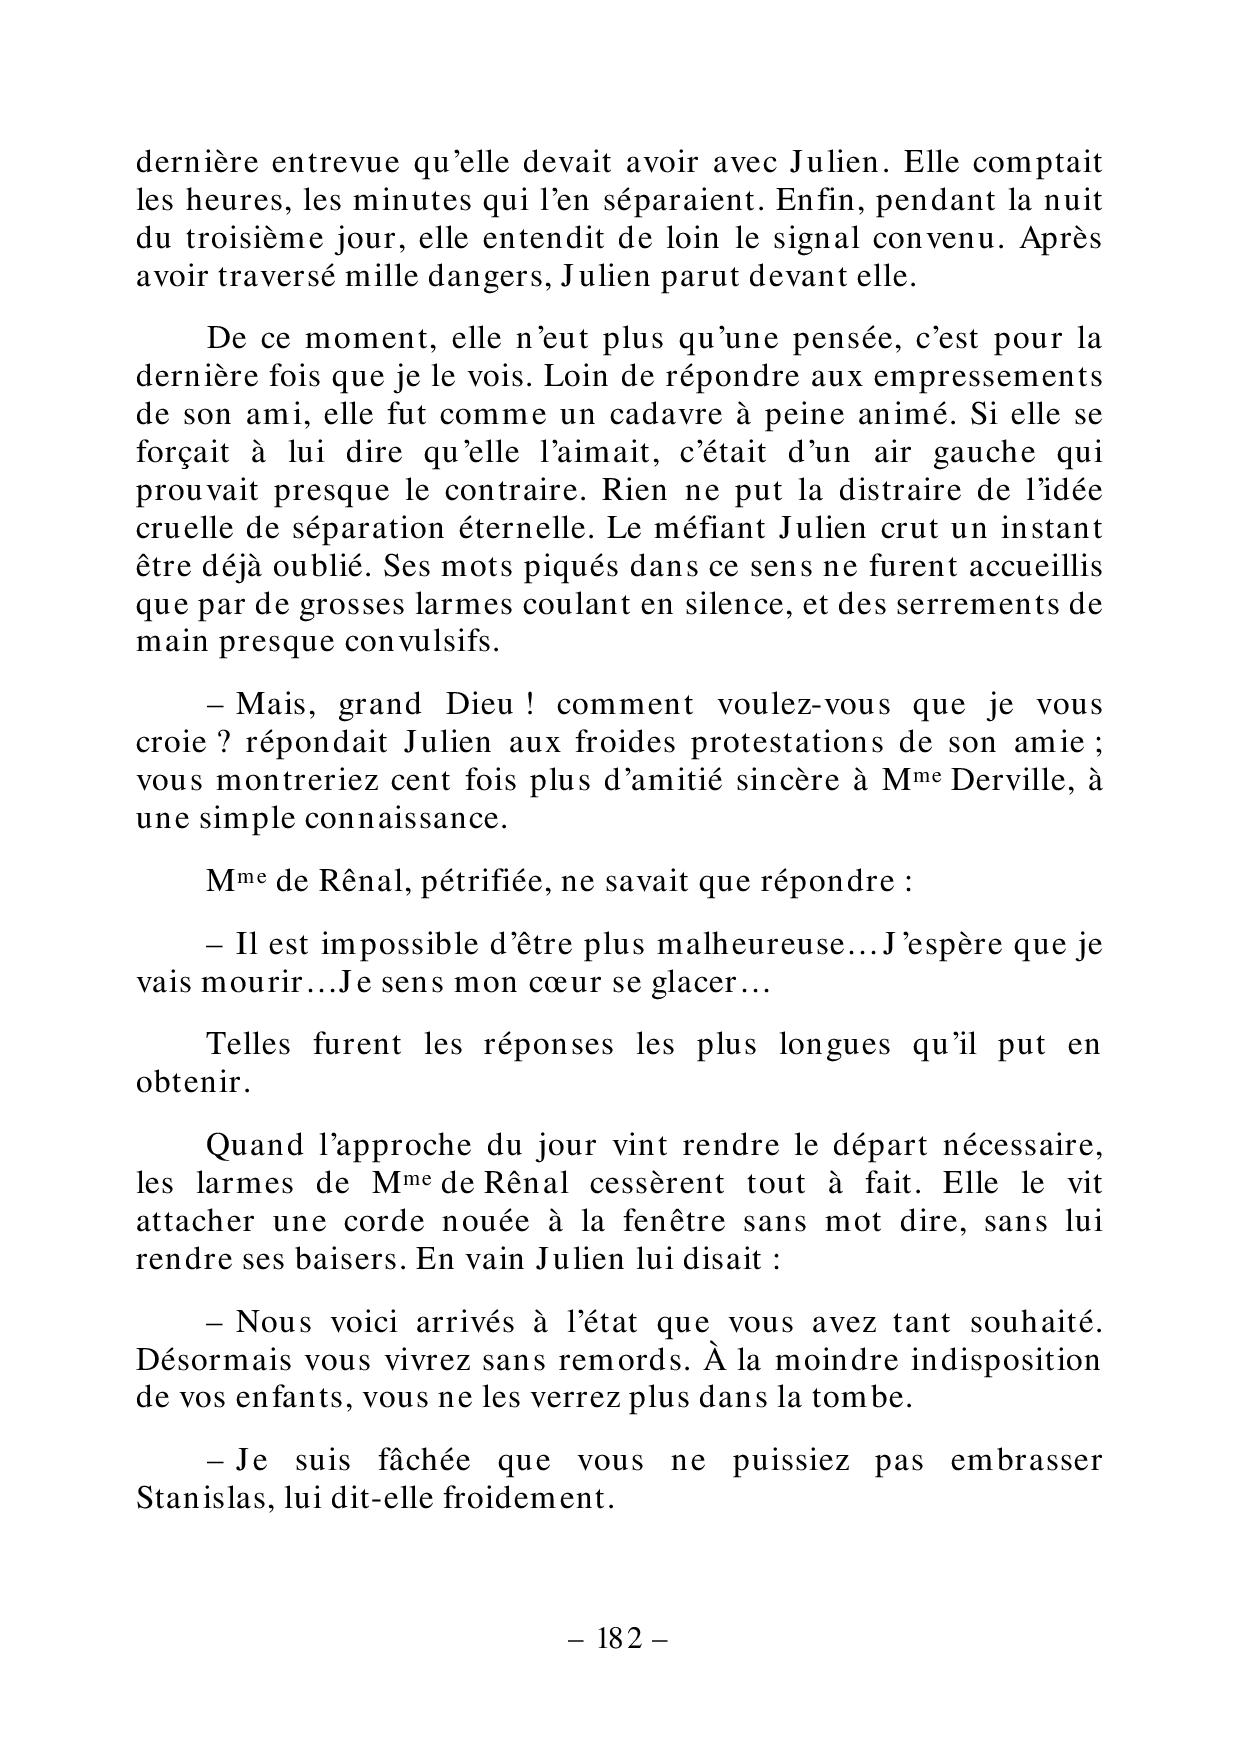 dernière entrevue qu’elle devait avoir avec Julien. Elle comptait
les heures, les minutes qui l’en séparaient. Enfin, pendant la nuit
du troisième jour, elle entendit de loin le signal convenu. Après
avoir traversé mille dangers, Julien parut devant elle.
De ce moment, elle n’eut plus qu’une pensée, c’est pour la
dernière fois que je le vois. Loin de répondre aux empressements
de son ami, elle fut comme un cadavre à peine animé. Si elle se
forçait à lui dire qu’elle l’aimait, c’était d’un air gauche qui
prouvait presque le contraire. Rien ne put la distraire de l’idée
cruelle de séparation éternelle. Le méfiant Julien crut un instant
être déjà oublié. Ses mots piqués dans ce sens ne furent accueillis
que par de grosses larmes coulant en silence, et des serrements de
main presque convulsifs.
– Mais, grand Dieu ! comment voulez-vous que je vous
croie ? répondait Julien aux froides protestations de son amie ;
vous montreriez cent fois plus d’amitié sincère à Mme Derville, à
une simple connaissance.
Mme de Rênal, pétrifiée, ne savait que répondre :
– Il est impossible d’être plus malheureuse…J’espère que je
vais mourir…Je sens mon cœur se glacer…
Telles furent les réponses les plus longues qu’il put en
obtenir.
Quand l’approche du jour vint rendre le départ nécessaire,
les larmes de Mme de Rênal cessèrent tout à fait. Elle le vit
attacher une corde nouée à la fenêtre sans mot dire, sans lui
rendre ses baisers. En vain Julien lui disait :
– Nous voici arrivés à l’état que vous avez tant souhaité.
Désormais vous vivrez sans remords. À la moindre indisposition
de vos enfants, vous ne les verrez plus dans la tombe.
– Je suis fâchée que vous ne puissiez pas embrasser
Stanislas, lui dit-elle froidement.
– 182 –